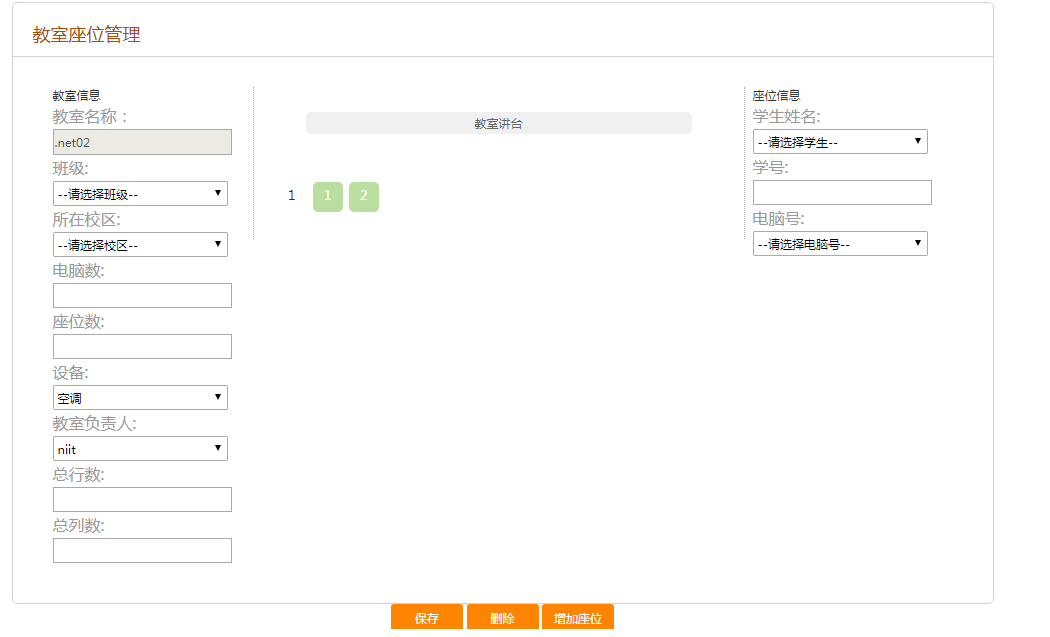 教室座位管理
教室信息
教室名称：
.net02
班级:
--请选择班级--
所在校区:
--请选择校区--
电脑数:
座位数:
设备:
空调
教室负责人:
niit
总行数:
总列数:
教室讲台
1 1 2
座位信息
学生姓名:
--请选择学生--
学号:
电脑号:
--请选择电脑号--
保存 删除 增加座位